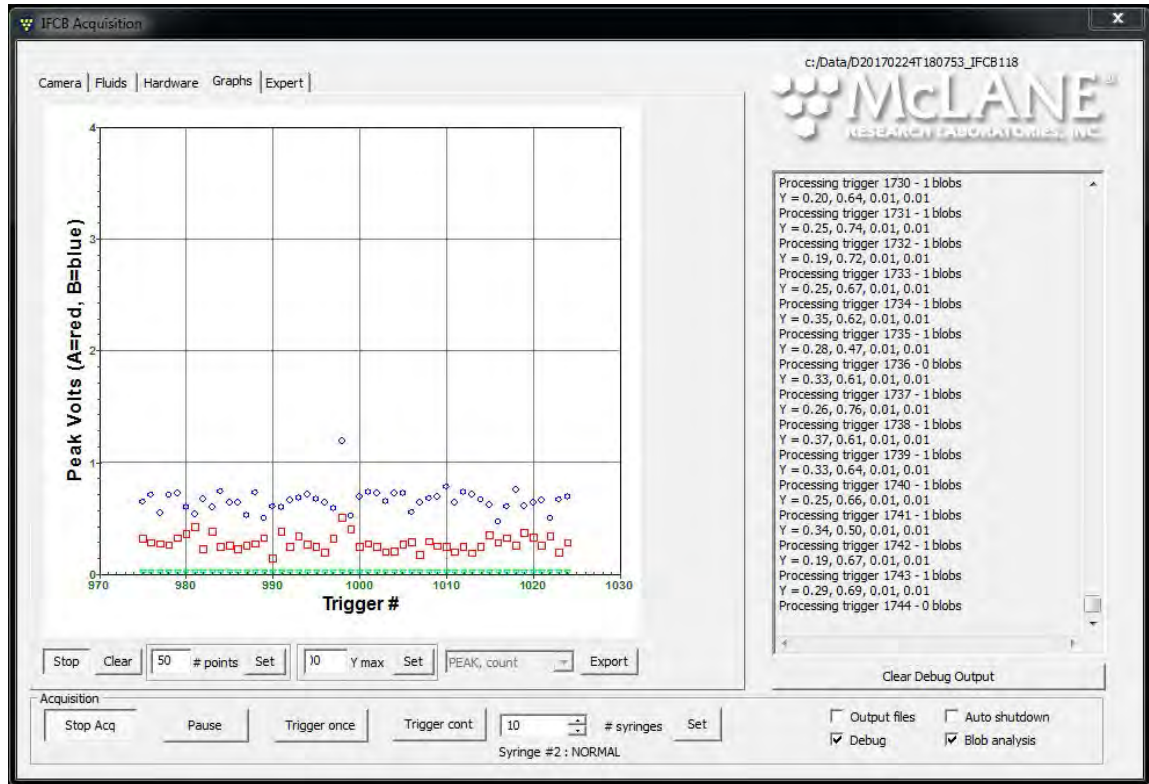 IFCB Acquisition
x
c:/Data/D20170224T180753_IFCB118
McLANE
RESEARCH LABORATORIES, INC
Camera Fluids Hardware Graphs Expert
Peak Volts (A=red, B=blue)
4
3
2
1
0
970 980 990 1000 1010 1020 1030
Trigger #
Stop Clear 50 # points Set Y max Set PEAK, count Export
Processing trigger 1730 - 1 blobs
Y = 0.20, 0.64, 0.01, 0.01
Processing trigger 1731 - 1 blobs
Y = 0.25, 0.74, 0.01, 0.01
Processing trigger 1732 - 1 blobs
Y = 0.19, 0.72, 0.01, 0.01
Processing trigger 1733 - 1 blobs
Y = 0.25, 0.67, 0.01, 0.01
Processing trigger 1734 - 1 blobs
Y = 0.35, 0.62, 0.01, 0.01
Processing trigger 1735 - 1 blobs
Y = 0.28, 0.47, 0.01, 0.01
Processing trigger 1736 - 0 blobs
Y = 0.33, 0.61, 0.01, 0.01
Processing trigger 1737 - 1 blobs
Y = 0.26, 0.76, 0.01, 0.01
Processing trigger 1738 - 1 blobs
Y = 0.37, 0.61, 0.01, 0.01
Processing trigger 1739 - 1 blobs
Y = 0.33, 0.64, 0.01, 0.01
Processing trigger 1740 - 1 blobs
Y = 0.25, 0.66, 0.01, 0.01
Processing trigger 1741 - 1 blobs
Y = 0.34, 0.50, 0.01, 0.01
Processing trigger 1742 - 1 blobs
Y = 0.19, 0.67, 0.01, 0.01
Processing trigger 1743 - 1 blobs
Y = 0.29, 0.69, 0.01, 0.01
Processing trigger 1744 - 0 blobs
Clear Debug Output
Acquisition
Stop Acq Pause Trigger once Trigger cont 10 # syringes Set
Syringe #2 : NORMAL
Output files Auto shutdown
Debug Blob analysis